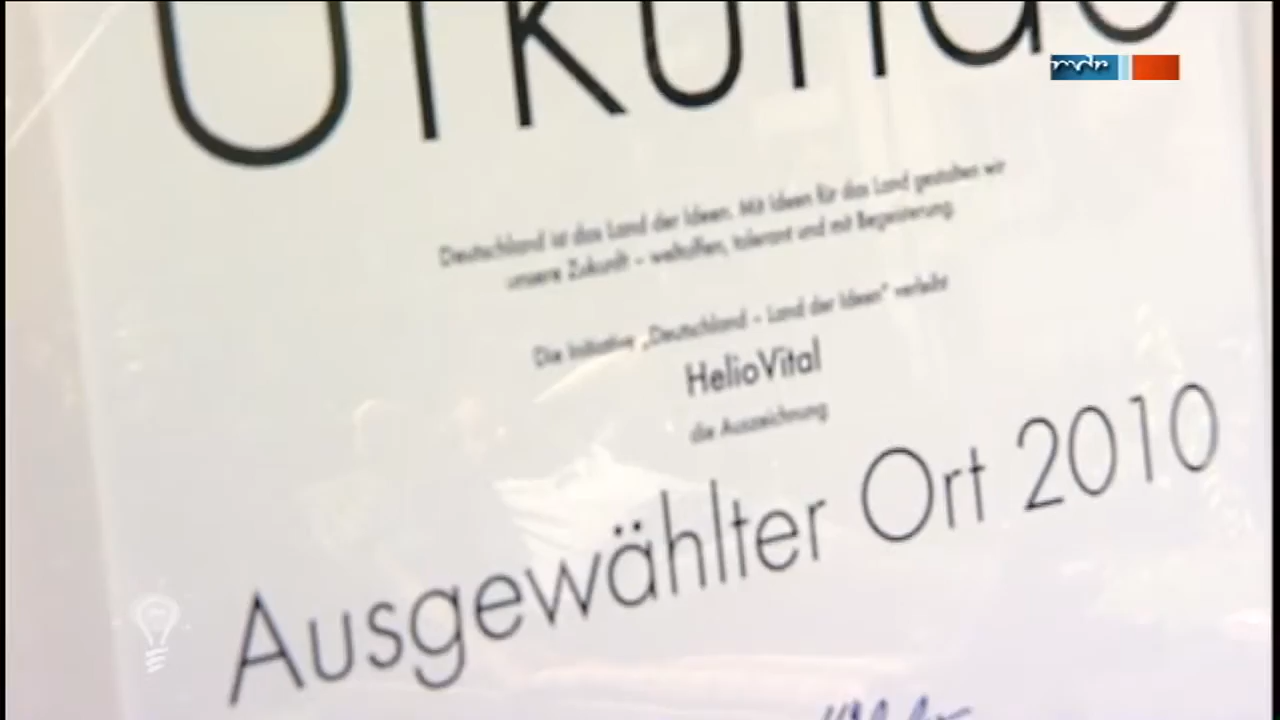 Urkunde
mdr
Deutschland ist das Land der Ideen. Mit Ideen für das Land gestalten wir
unsere Zukunft – weltoffen, tolerant und mit Begeisterung.
Die Initiative „Deutschland – Land der Ideen“ verleiht
HelioVital
die Auszeichnung
Ausgewählter Ort 2010